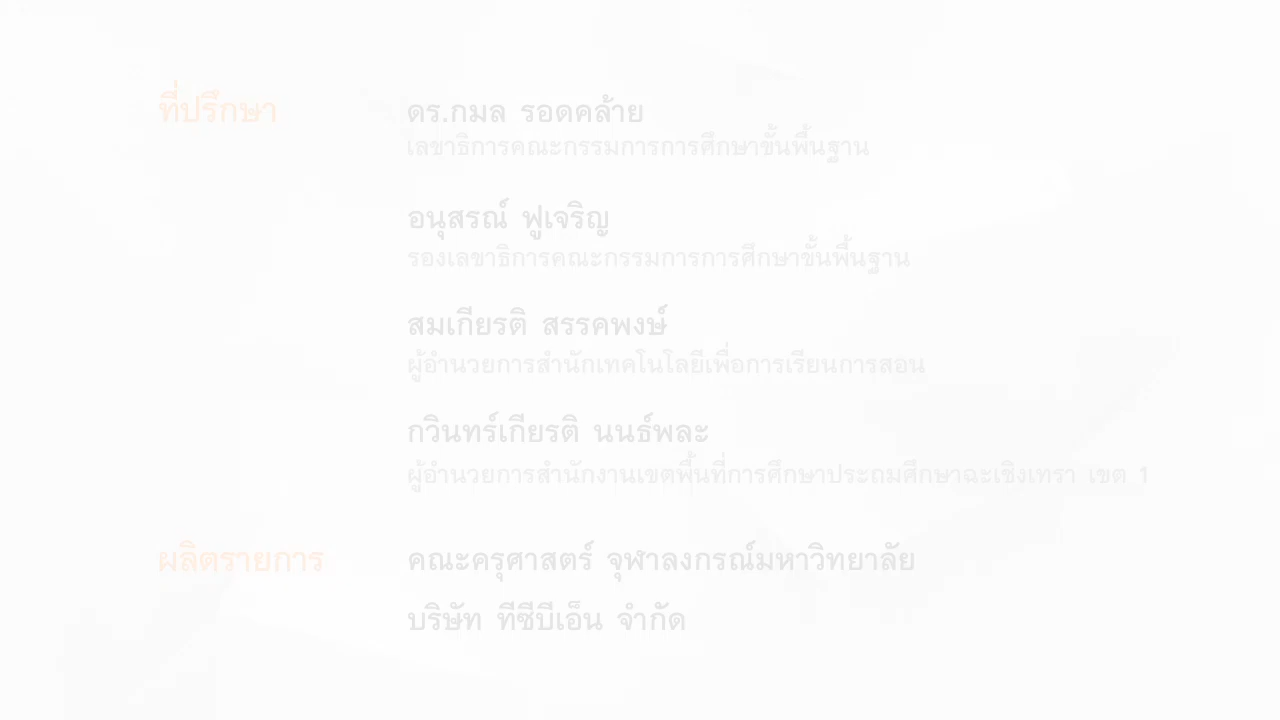 ที่ปรึกษา ดร.กมล รอดคล้าย
เลขาธิการคณะกรรมการการศึกษาขั้นพื้นฐาน
อนุสรณ์ ฟูเจริญ
รองเลขาธิการคณะกรรมการการศึกษาขั้นพื้นฐาน
สมเกียรติ สรรคพงษ์
ผู้อำนวยการสำนักเทคโนโลยีเพื่อการเรียนการสอน
กวินทร์เกียรติ นนธ์พละ
ผู้อำนวยการสำนักงานเขตพื้นที่การศึกษาประถมศึกษาฉะเชิงเทรา เขต 1
ผลิตรายการ คณะครุศาสตร์ จุฬาลงกรณ์มหาวิทยาลัย
บริษัท ทีซีบีเอ็น จำกัด